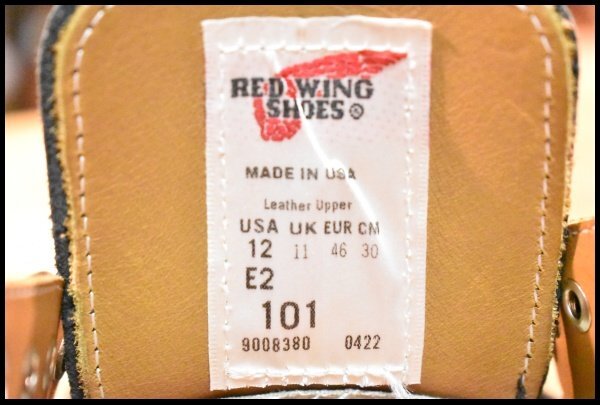 RED WING
SHOES®
MADE IN USA
Leather Upper
USA UK EUR CM
12 11 46 30
E2
101
9008380 0422